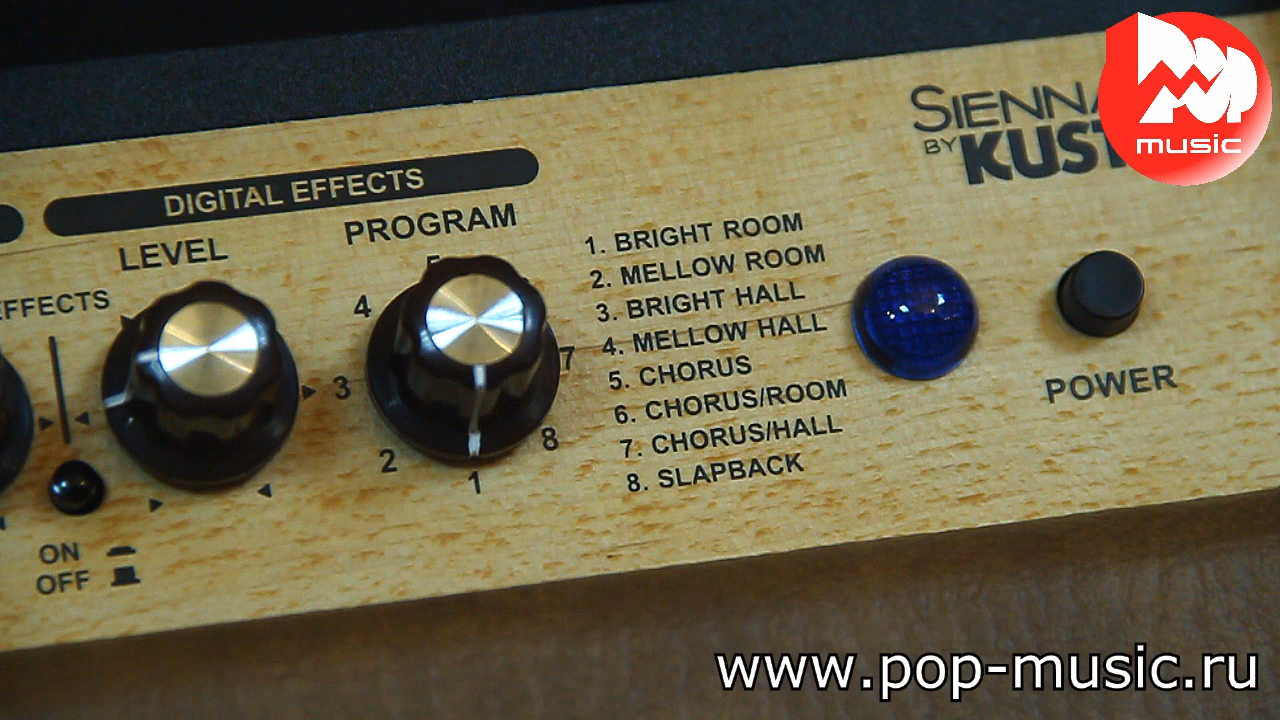 DIGITAL EFFECTS
LEVEL
PROGRAM
4
3
2
1
8
7
1. BRIGHT ROOM
2. MELLOW ROOM
3. BRIGHT HALL
4. MELLOW HALL
5. CHORUS
6. CHORUS/ROOM
7. CHORUS/HALL
8. SLAPBACK
ON
OFF
BY
POWER
POP
music
www.pop-music.ru